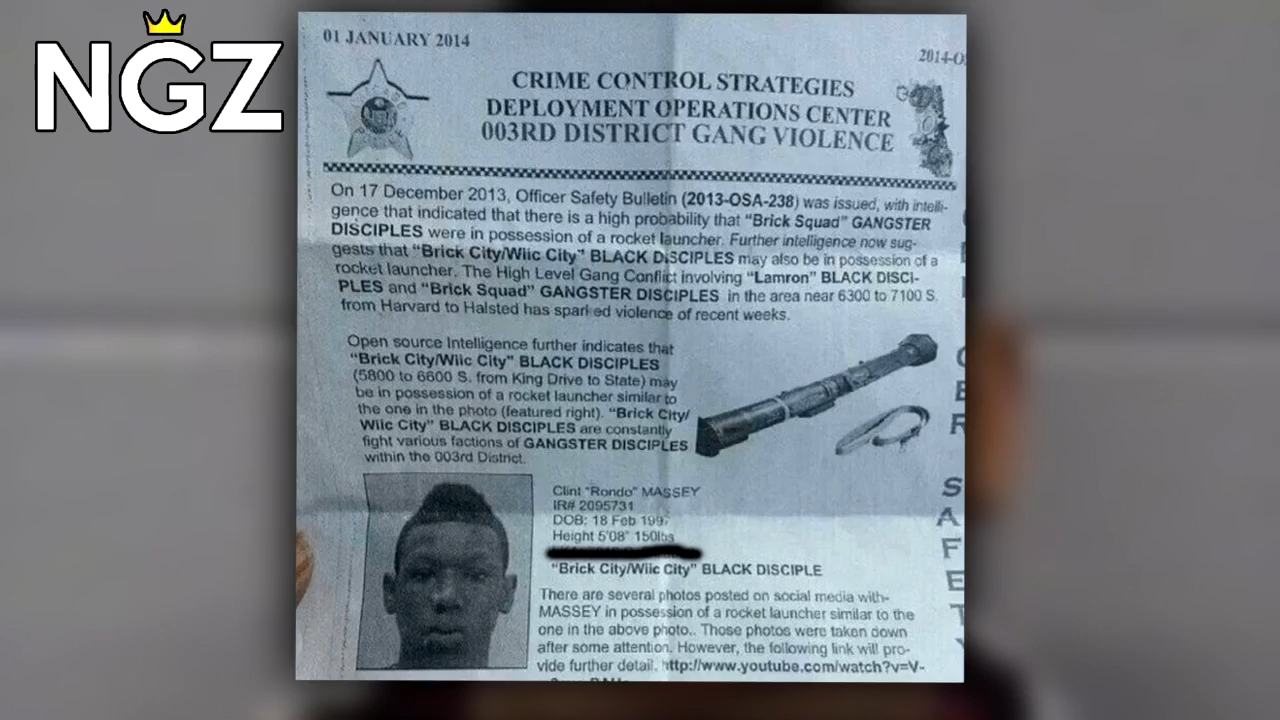 NGZ
01 JANUARY 2014
CRIME CONTROL STRATEGIES
DEPLOYMENT OPERATIONS CENTER
003RD DISTRICT GANG VIOLENCE
On 17 December 2013, Officer Safety Bulletin (2013-OSA-238) was issued, with intelli-
gence that indicated that there is a high probability that "Brick Squad" GANGSTER
DISCIPLES were in possession of a rocket launcher. Further intelligence now sug-
gests that "Brick City/Wiic City" BLACK DISCIPLES may also be in possession of a
rocket launcher. The High Level Gang Conflict involving "Lamron" BLACK DISCI-
PLES and "Brick Squad" GANGSTER DISCIPLES in the area near 6300 to 7100 S.
from Harvard to Halsted has sparked violence of recent weeks.
Open source Intelligence further indicates that
"Brick City/Wiic City" BLACK DISCIPLES
(5800 to 6600 S. from King Drive to State) may
be in possession of a rocket launcher similar to
the one in the photo (featured right). "Brick City/
Wiic City" BLACK DISCIPLES are constantly
fight various factions of GANGSTER DISCIPLES
within the 003rd District.
Clint "Rondo" MASSEY
IR# 2095731
DOB: 18 Feb
Height 5'08" 150lbs
"Brick City/Wiic City" BLACK DISCIPLE
There are several photos posted on social media with-
MASSEY in possession of a rocket launcher similar to the
one in the above photo.. Those photos were taken down
after some attention. However, the following link will pro-
vide further detail. http://www.youtube.com/watch?v=V-
SAFETY